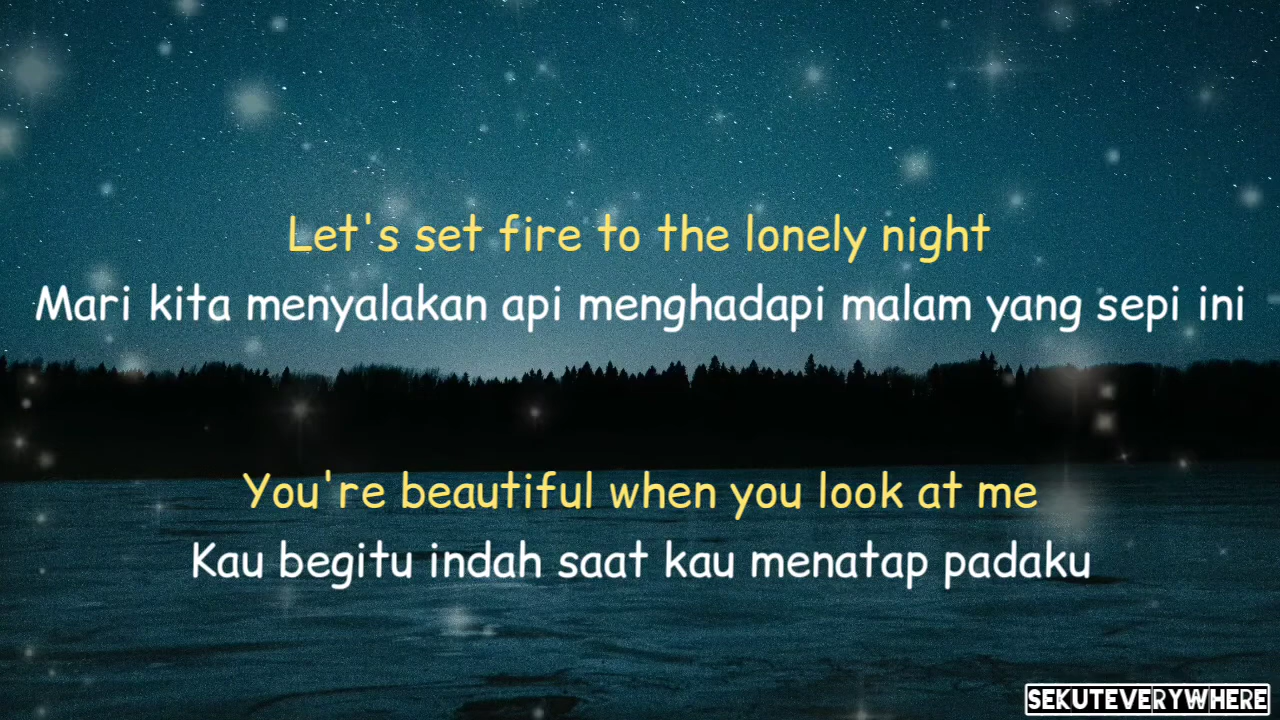 Let's set fire to the lonely night
Mari kita menyalakan api menghadapi malam yang sepi ini
You're beautiful when you look at me
Kau begitu indah saat kau menatap padaku
SEKUTEVERYWHERE